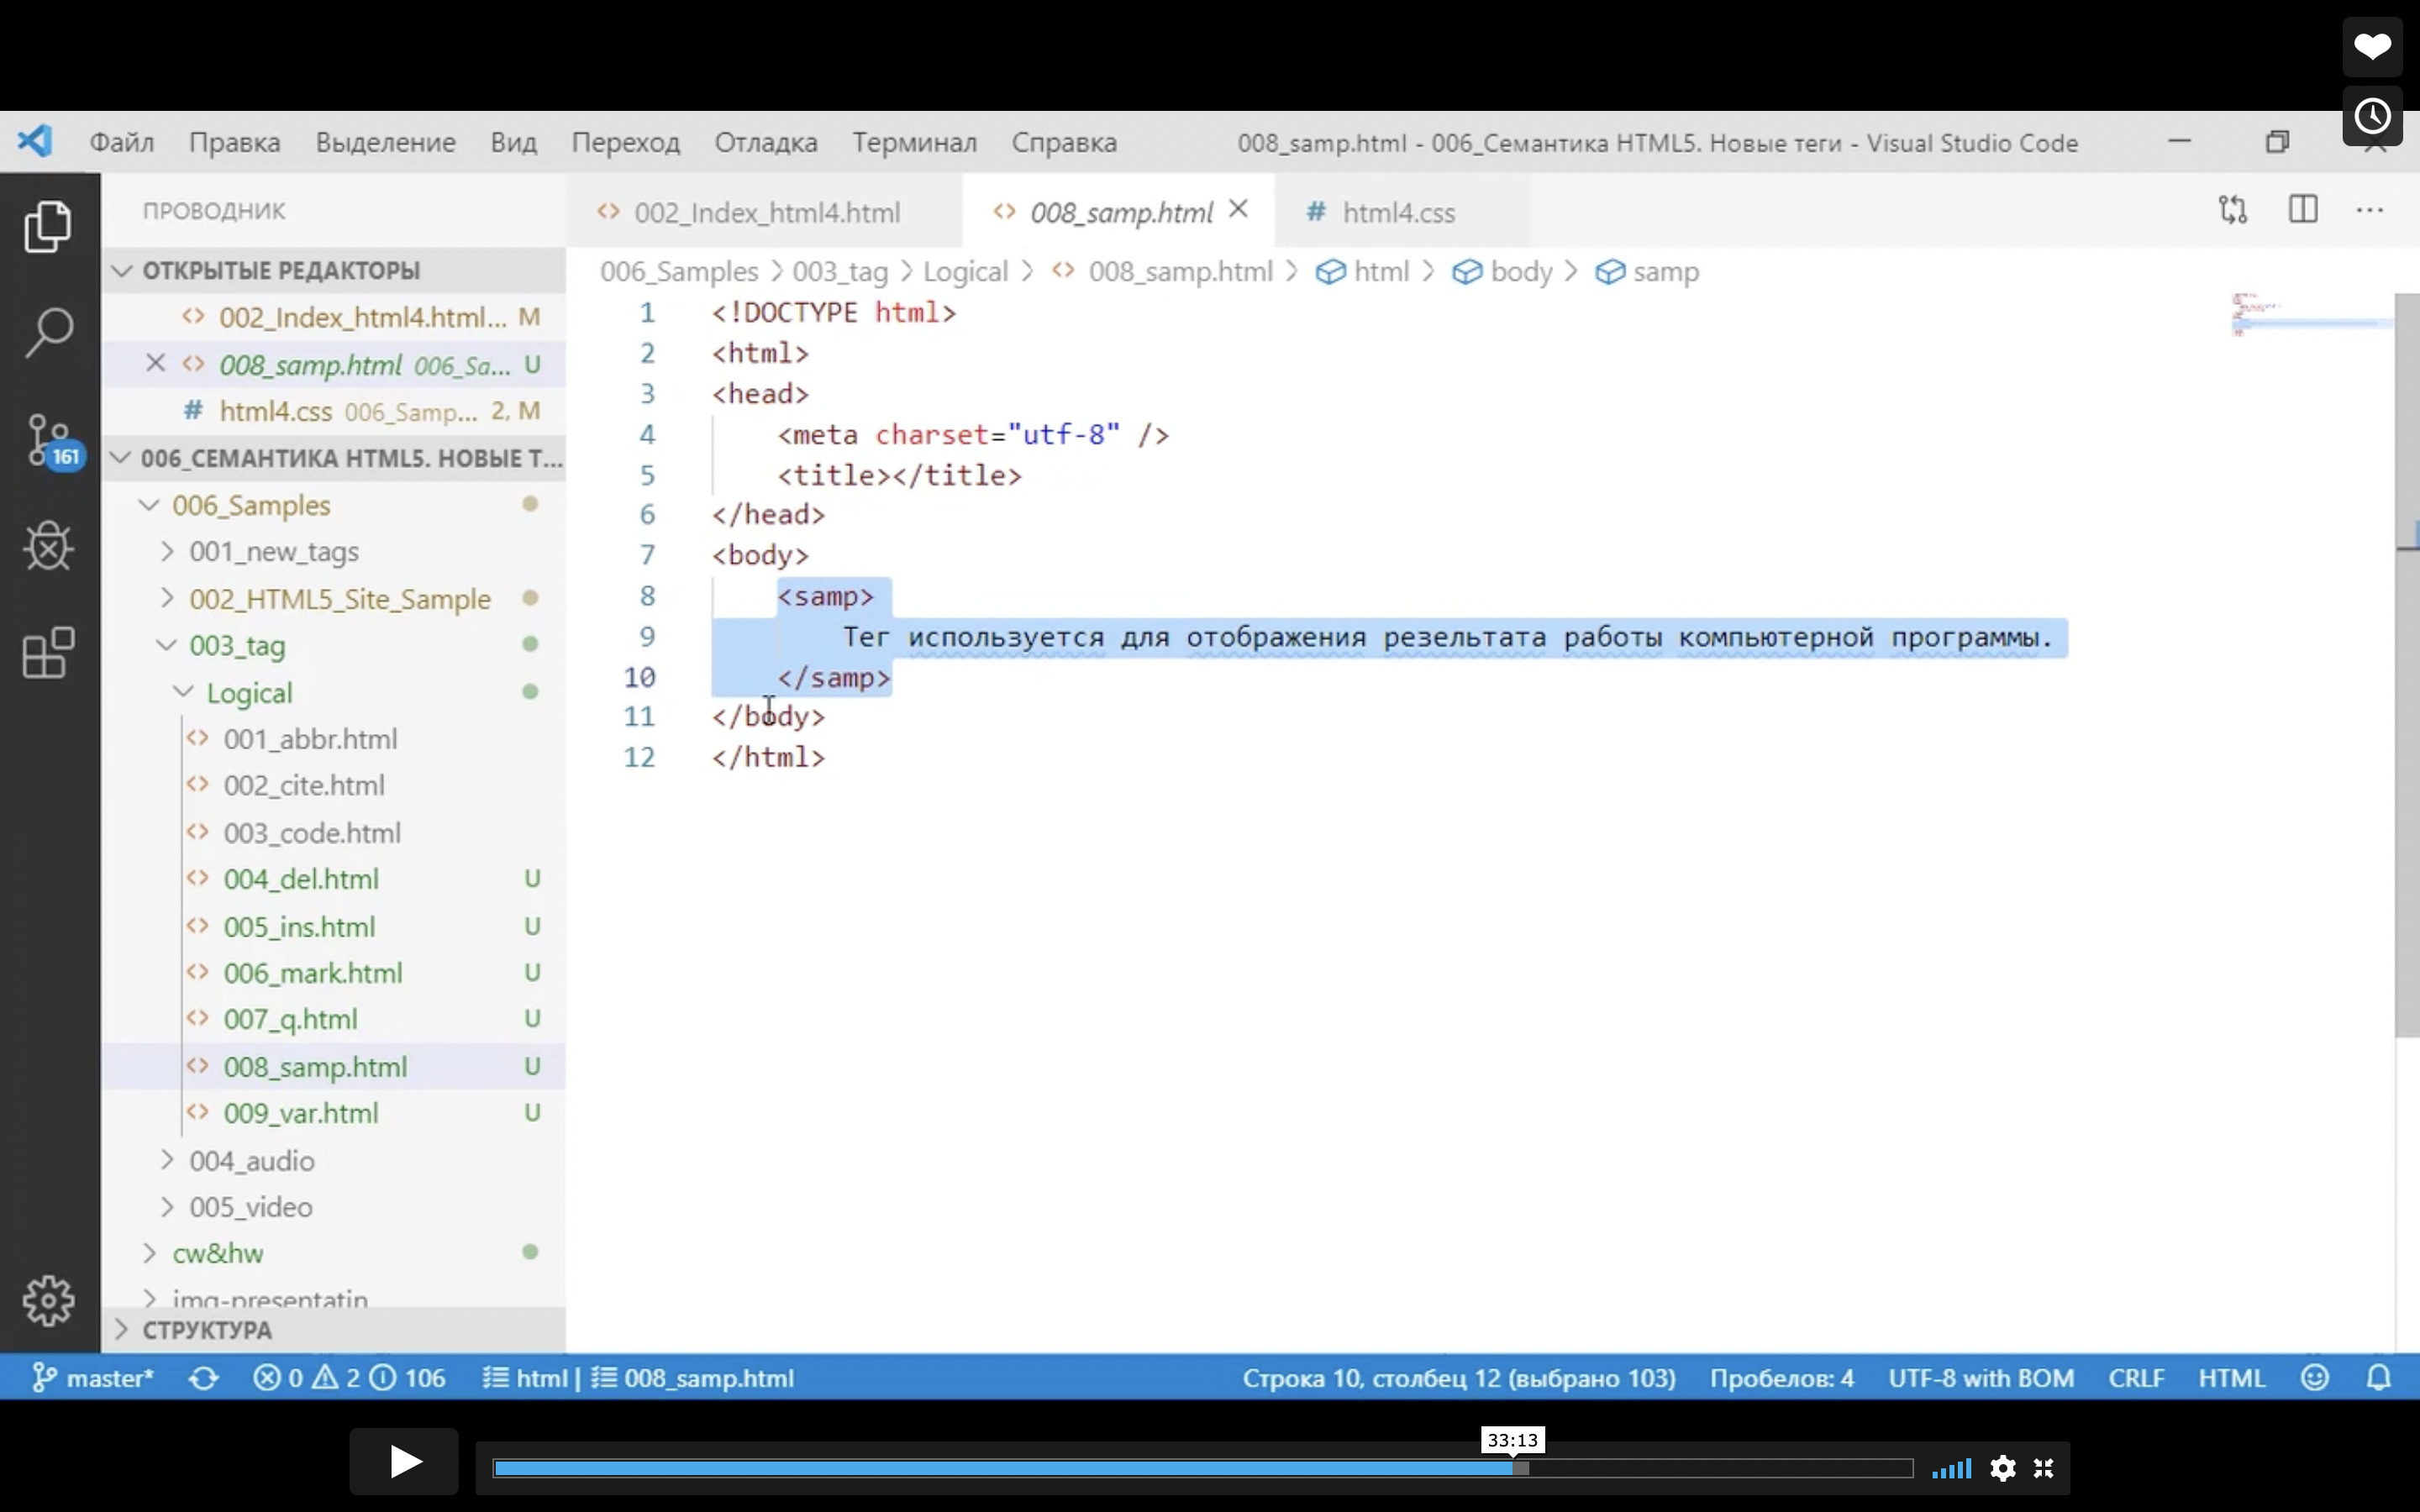 Файл Правка Выделение Вид Переход Отладка Терминал Справка 008_samp.html - 006_Семантика HTML5. Новые теги - Visual Studio Code
ПРОВОДНИК
002_Index_html4.html 008_samp.html html4.css
ОТКРЫТЫЕ РЕДАКТОРЫ
002_Index_html4.html... M
008_samp.html 006_Sa... U
html4.css 006_Samp... 2, M
161
006_СЕМАНТИКА HTML5. НОВЫЕ Т...
006_Samples
001_new_tags
002_HTML5_Site_Sample
003_tag
Logical
001_abbr.html
002_cite.html
003_code.html
004_del.html U
005_ins.html U
006_mark.html U
007_q.html U
008_samp.html U
009_var.html U
004_audio
005_video
cw&hw
img-presentatin
СТРУКТУРА
006_Samples > 003_tag > Logical > 008_samp.html > html > body > samp
1 <!DOCTYPE html>
2 <html>
3 <head>
4 <meta charset="utf-8" />
5 <title></title>
6 </head>
7 <body>
8 <samp>
9 Тег используется для отображения резельтата работы компьютерной программы.
10 </samp>
11 </body>
12 </html>
master* 0 2 106 html | 008_samp.html Строка 10, столбец 12 (выбрано 103) Пробелов: 4 UTF-8 with BOM CRLF HTML
33:13